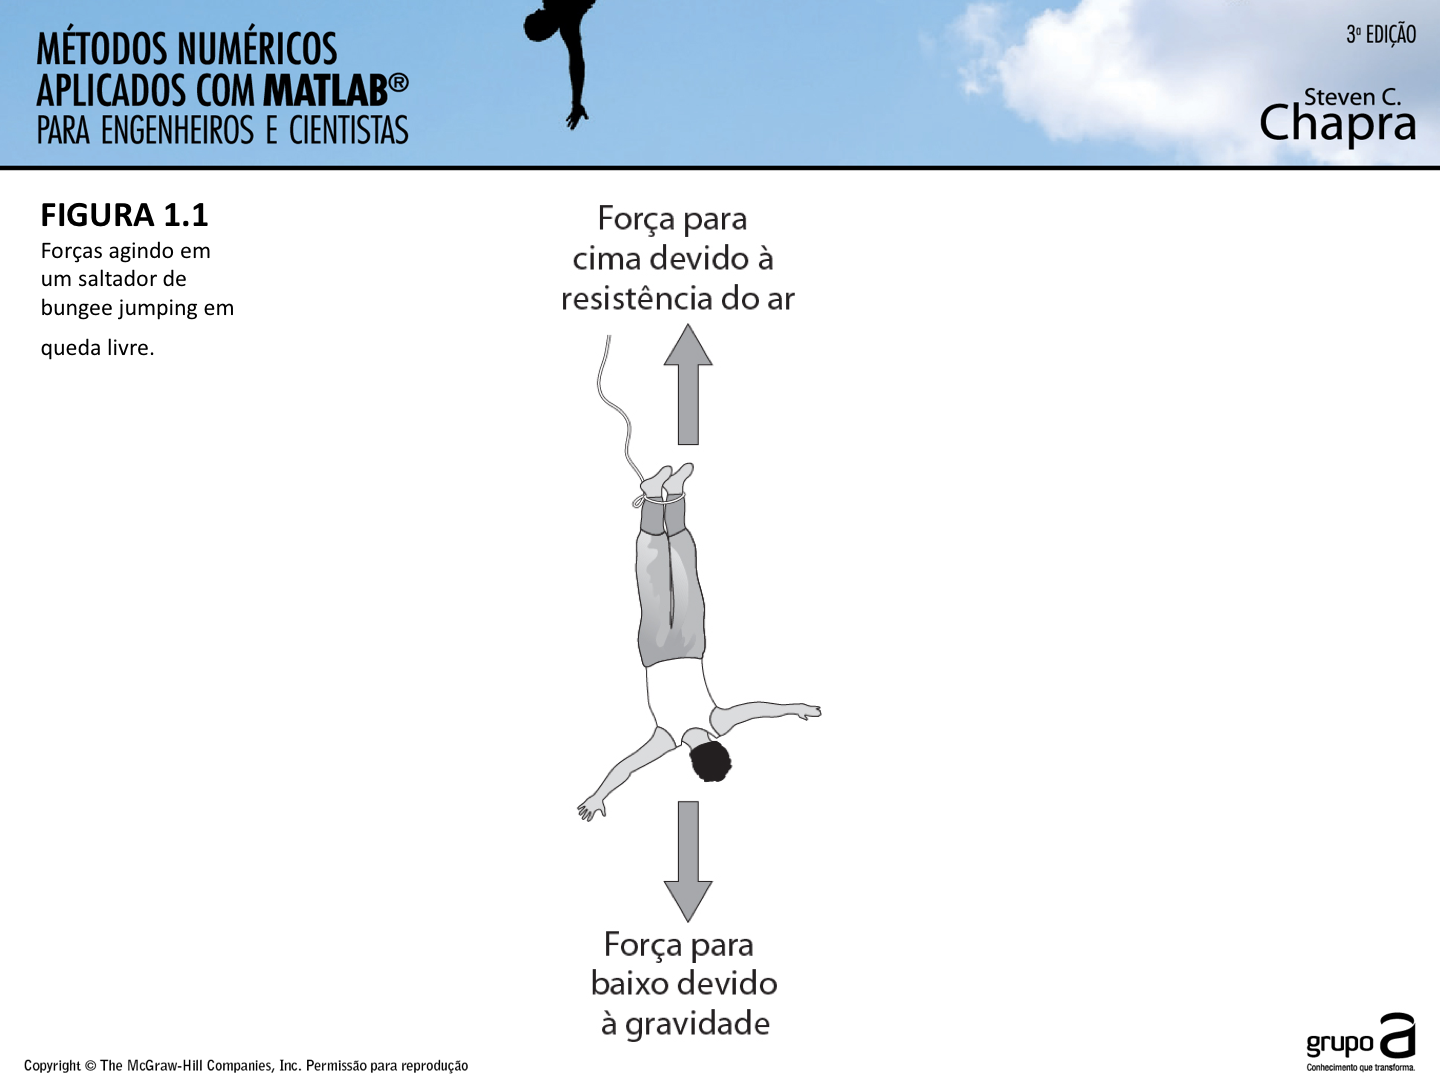 MÉTODOS NUMÉRICOS
APLICADOS COM MATLAB®
PARA ENGENHEIROS E CIENTISTAS
3ª EDIÇÃO
Steven C.
Chapra
FIGURA 1.1
Forças agindo em
um saltador de
bungee jumping em
queda livre.
Força para
cima devido à
resistência do ar
Força para
baixo devido
à gravidade
Copyright © The McGraw-Hill Companies, Inc. Permissão para reprodução
grupo a
Conhecimento que transforma.